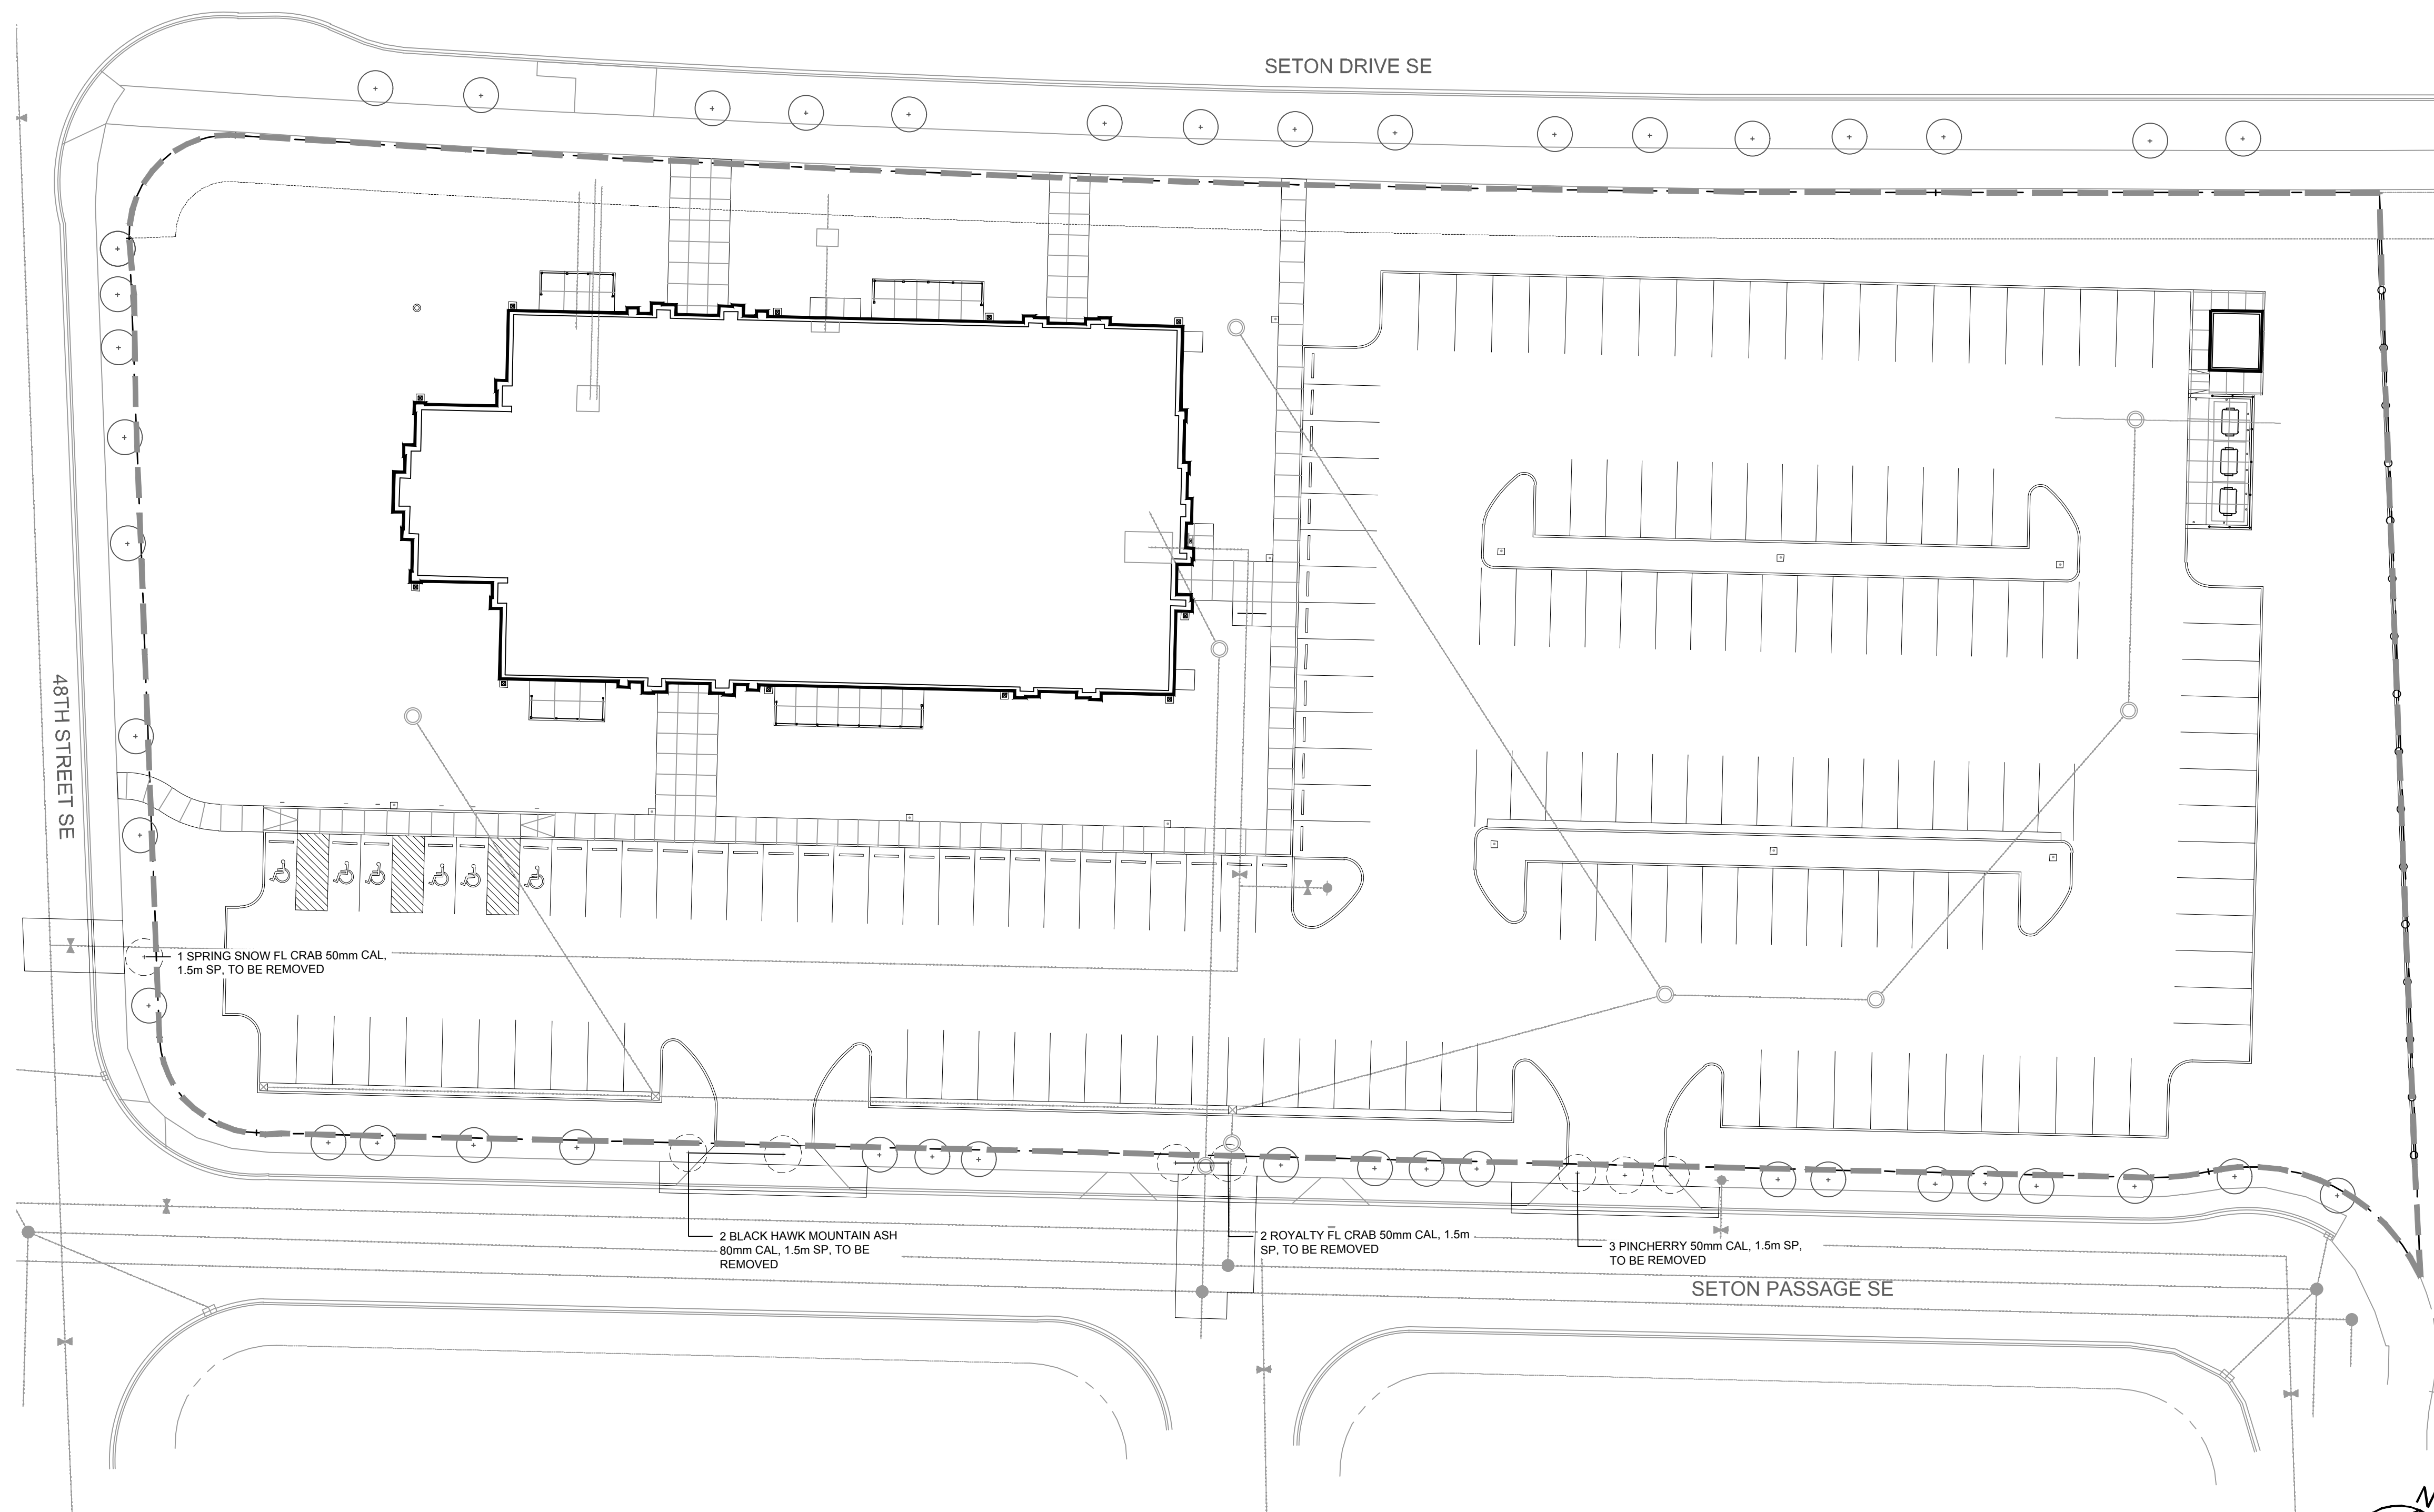 SETON DRIVE SE
48TH STREET SE
1 SPRING SNOW FL CRAB 50mm CAL,
1.5m SP, TO BE REMOVED
2 BLACK HAWK MOUNTAIN ASH
80mm CAL, 1.5m SP, TO BE
REMOVED
2 ROYALTY FL CRAB 50mm CAL, 1.5m
SP, TO BE REMOVED
3 PINCHERRY 50mm CAL, 1.5m SP,
TO BE REMOVED
SETON PASSAGE SE
N